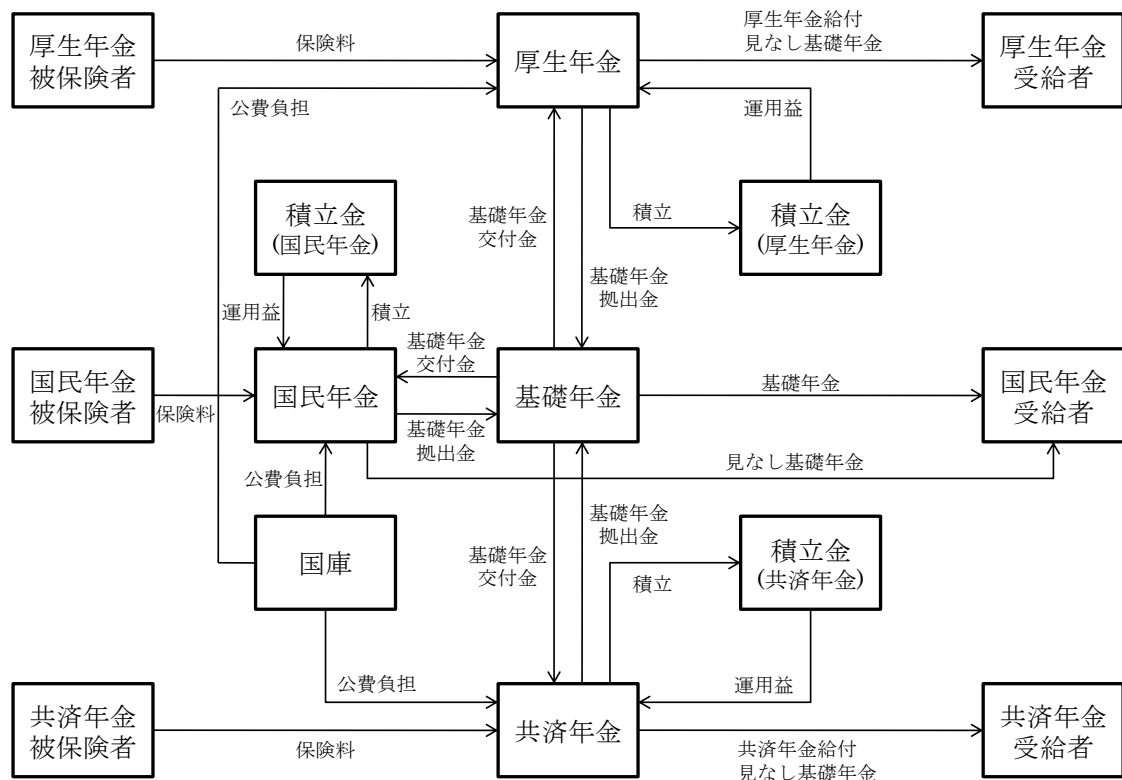 厚生年金
被保険者
保険料
厚生年金
厚生年金給付
見なし基礎年金
厚生年金
受給者
公費負担
運用益
積立金
(国民年金)
基礎年金
交付金
積立
積立金
(厚生年金)
基礎年金
拠出金
運用益
積立
国民年金
被保険者
保険料
国民年金
基礎年金
交付金
基礎年金
拠出金
基礎年金
基礎年金
国民年金
受給者
見なし基礎年金
公費負担
国庫
基礎年金
交付金
基礎年金
拠出金
積立
積立金
(共済年金)
公費負担
運用益
共済年金
被保険者
保険料
共済年金
共済年金給付
見なし基礎年金
共済年金
受給者